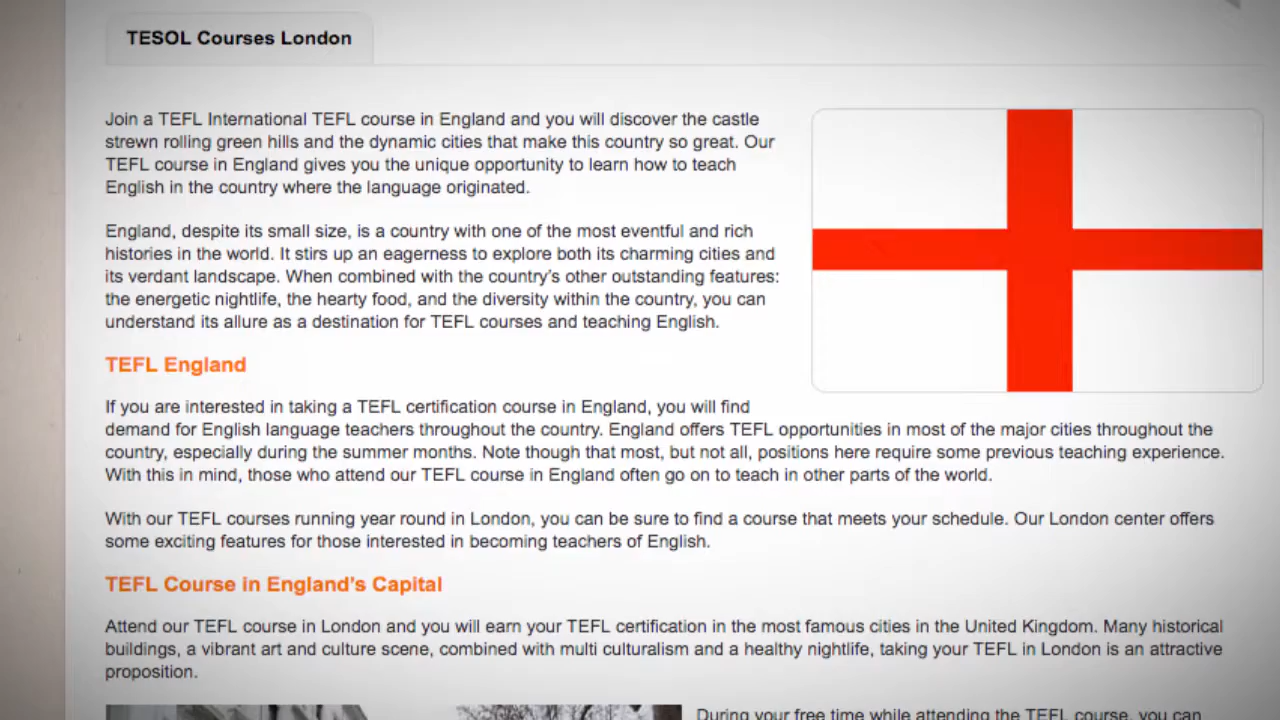 TESOL Courses London
Join a TEFL International TEFL course in England and you will discover the castle
strewn rolling green hills and the dynamic cities that make this country so great. Our
TEFL course in England gives you the unique opportunity to learn how to teach
English in the country where the language originated.
England, despite its small size, is a country with one of the most eventful and rich
histories in the world. It stirs up an eagerness to explore both its charming cities and
its verdant landscape. When combined with the country's other outstanding features:
the energetic nightlife, the hearty food, and the diversity within the country, you can
understand its allure as a destination for TEFL courses and teaching English.
TEFL England
If you are interested in taking a TEFL certification course in England, you will find
demand for English language teachers throughout the country. England offers TEFL opportunities in most of the major cities throughout the
country, especially during the summer months. Note though that most, but not all, positions here require some previous teaching experience.
With this in mind, those who attend our TEFL course in England often go on to teach in other parts of the world.
With our TEFL courses running year round in London, you can be sure to find a course that meets your schedule. Our London center offers
some exciting features for those interested in becoming teachers of English.
TEFL Course in England's Capital
Attend our TEFL course in London and you will earn your TEFL certification in the most famous cities in the United Kingdom. Many historical
buildings, a vibrant art and culture scene, combined with multi culturalism and a healthy nightlife, taking your TEFL in London is an attractive
proposition.
During your free time while attending the TEFL course, you can